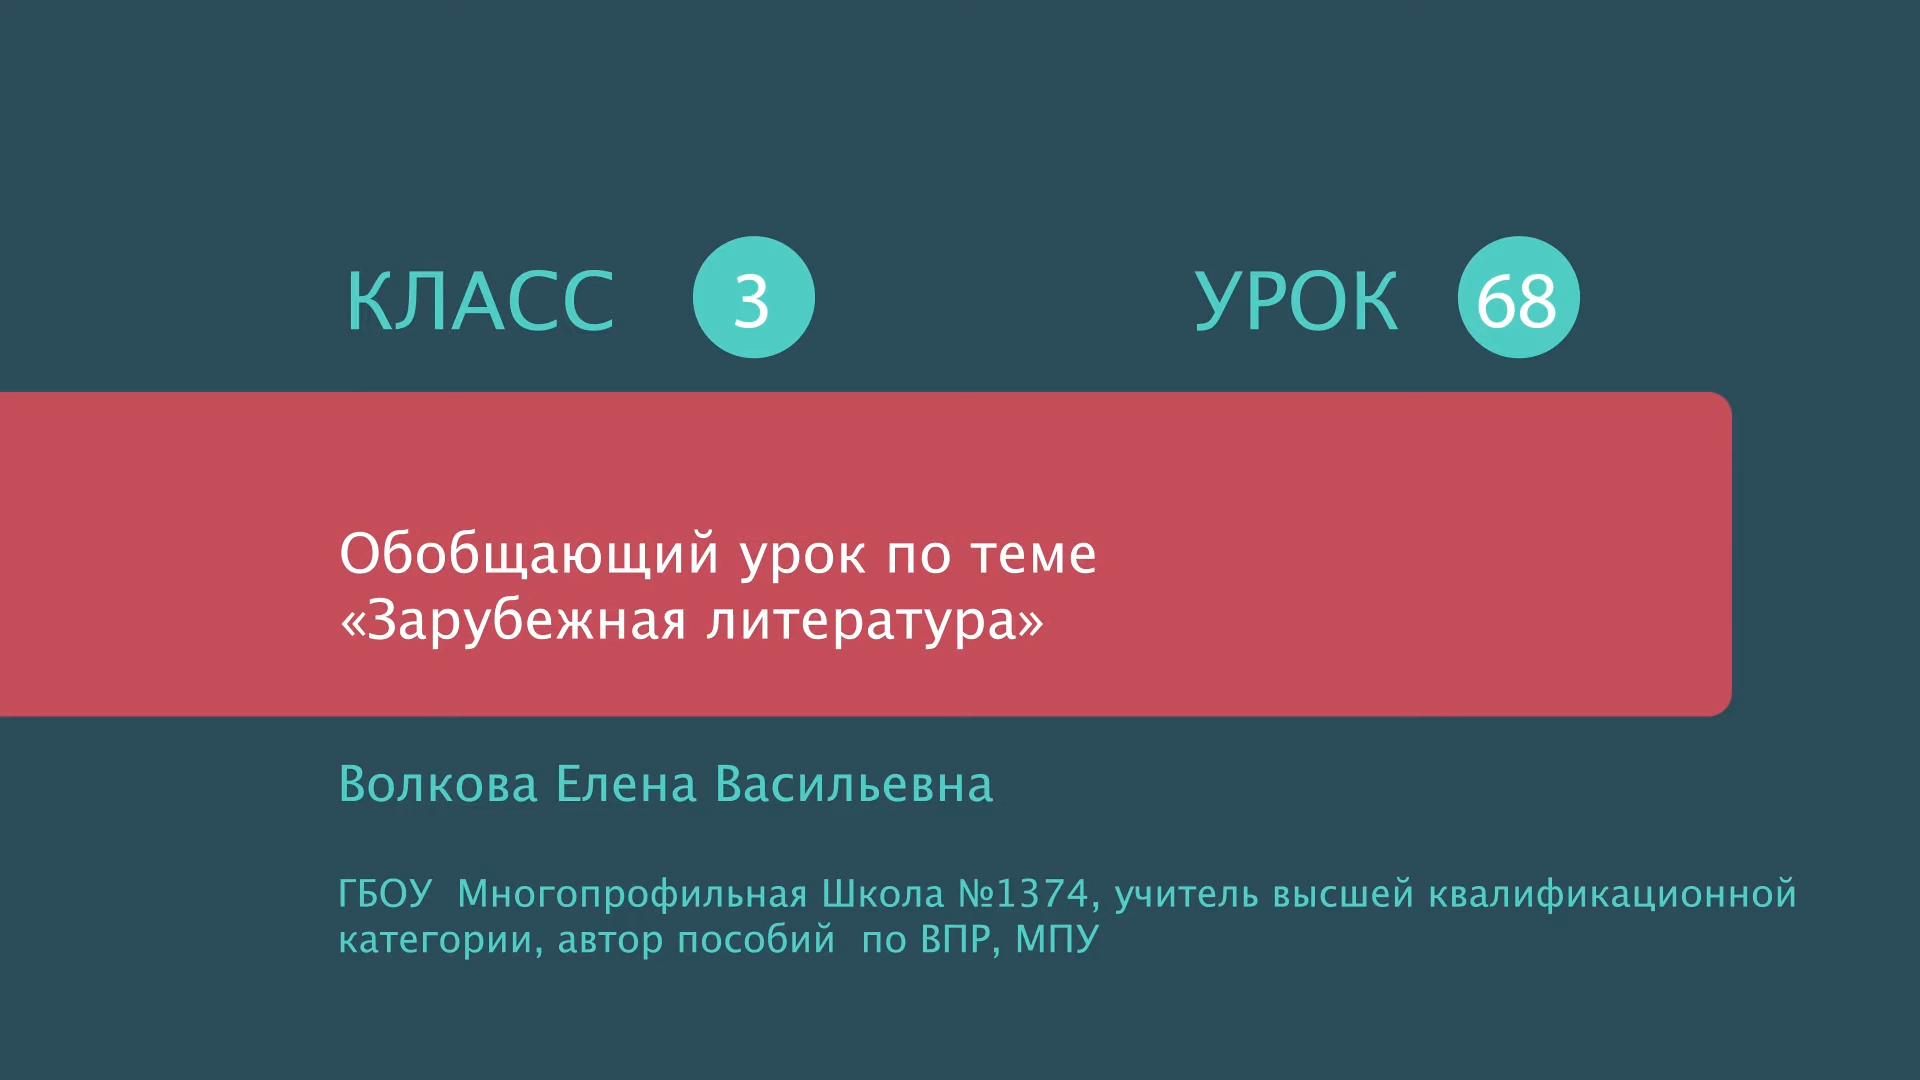 КЛАСС 3 УРОК 68
Обобщающий урок по теме
«Зарубежная литература»
Волкова Елена Васильевна
ГБОУ Многопрофильная Школа №1374, учитель высшей квалификационной
категории, автор пособий по ВПР, МПУ